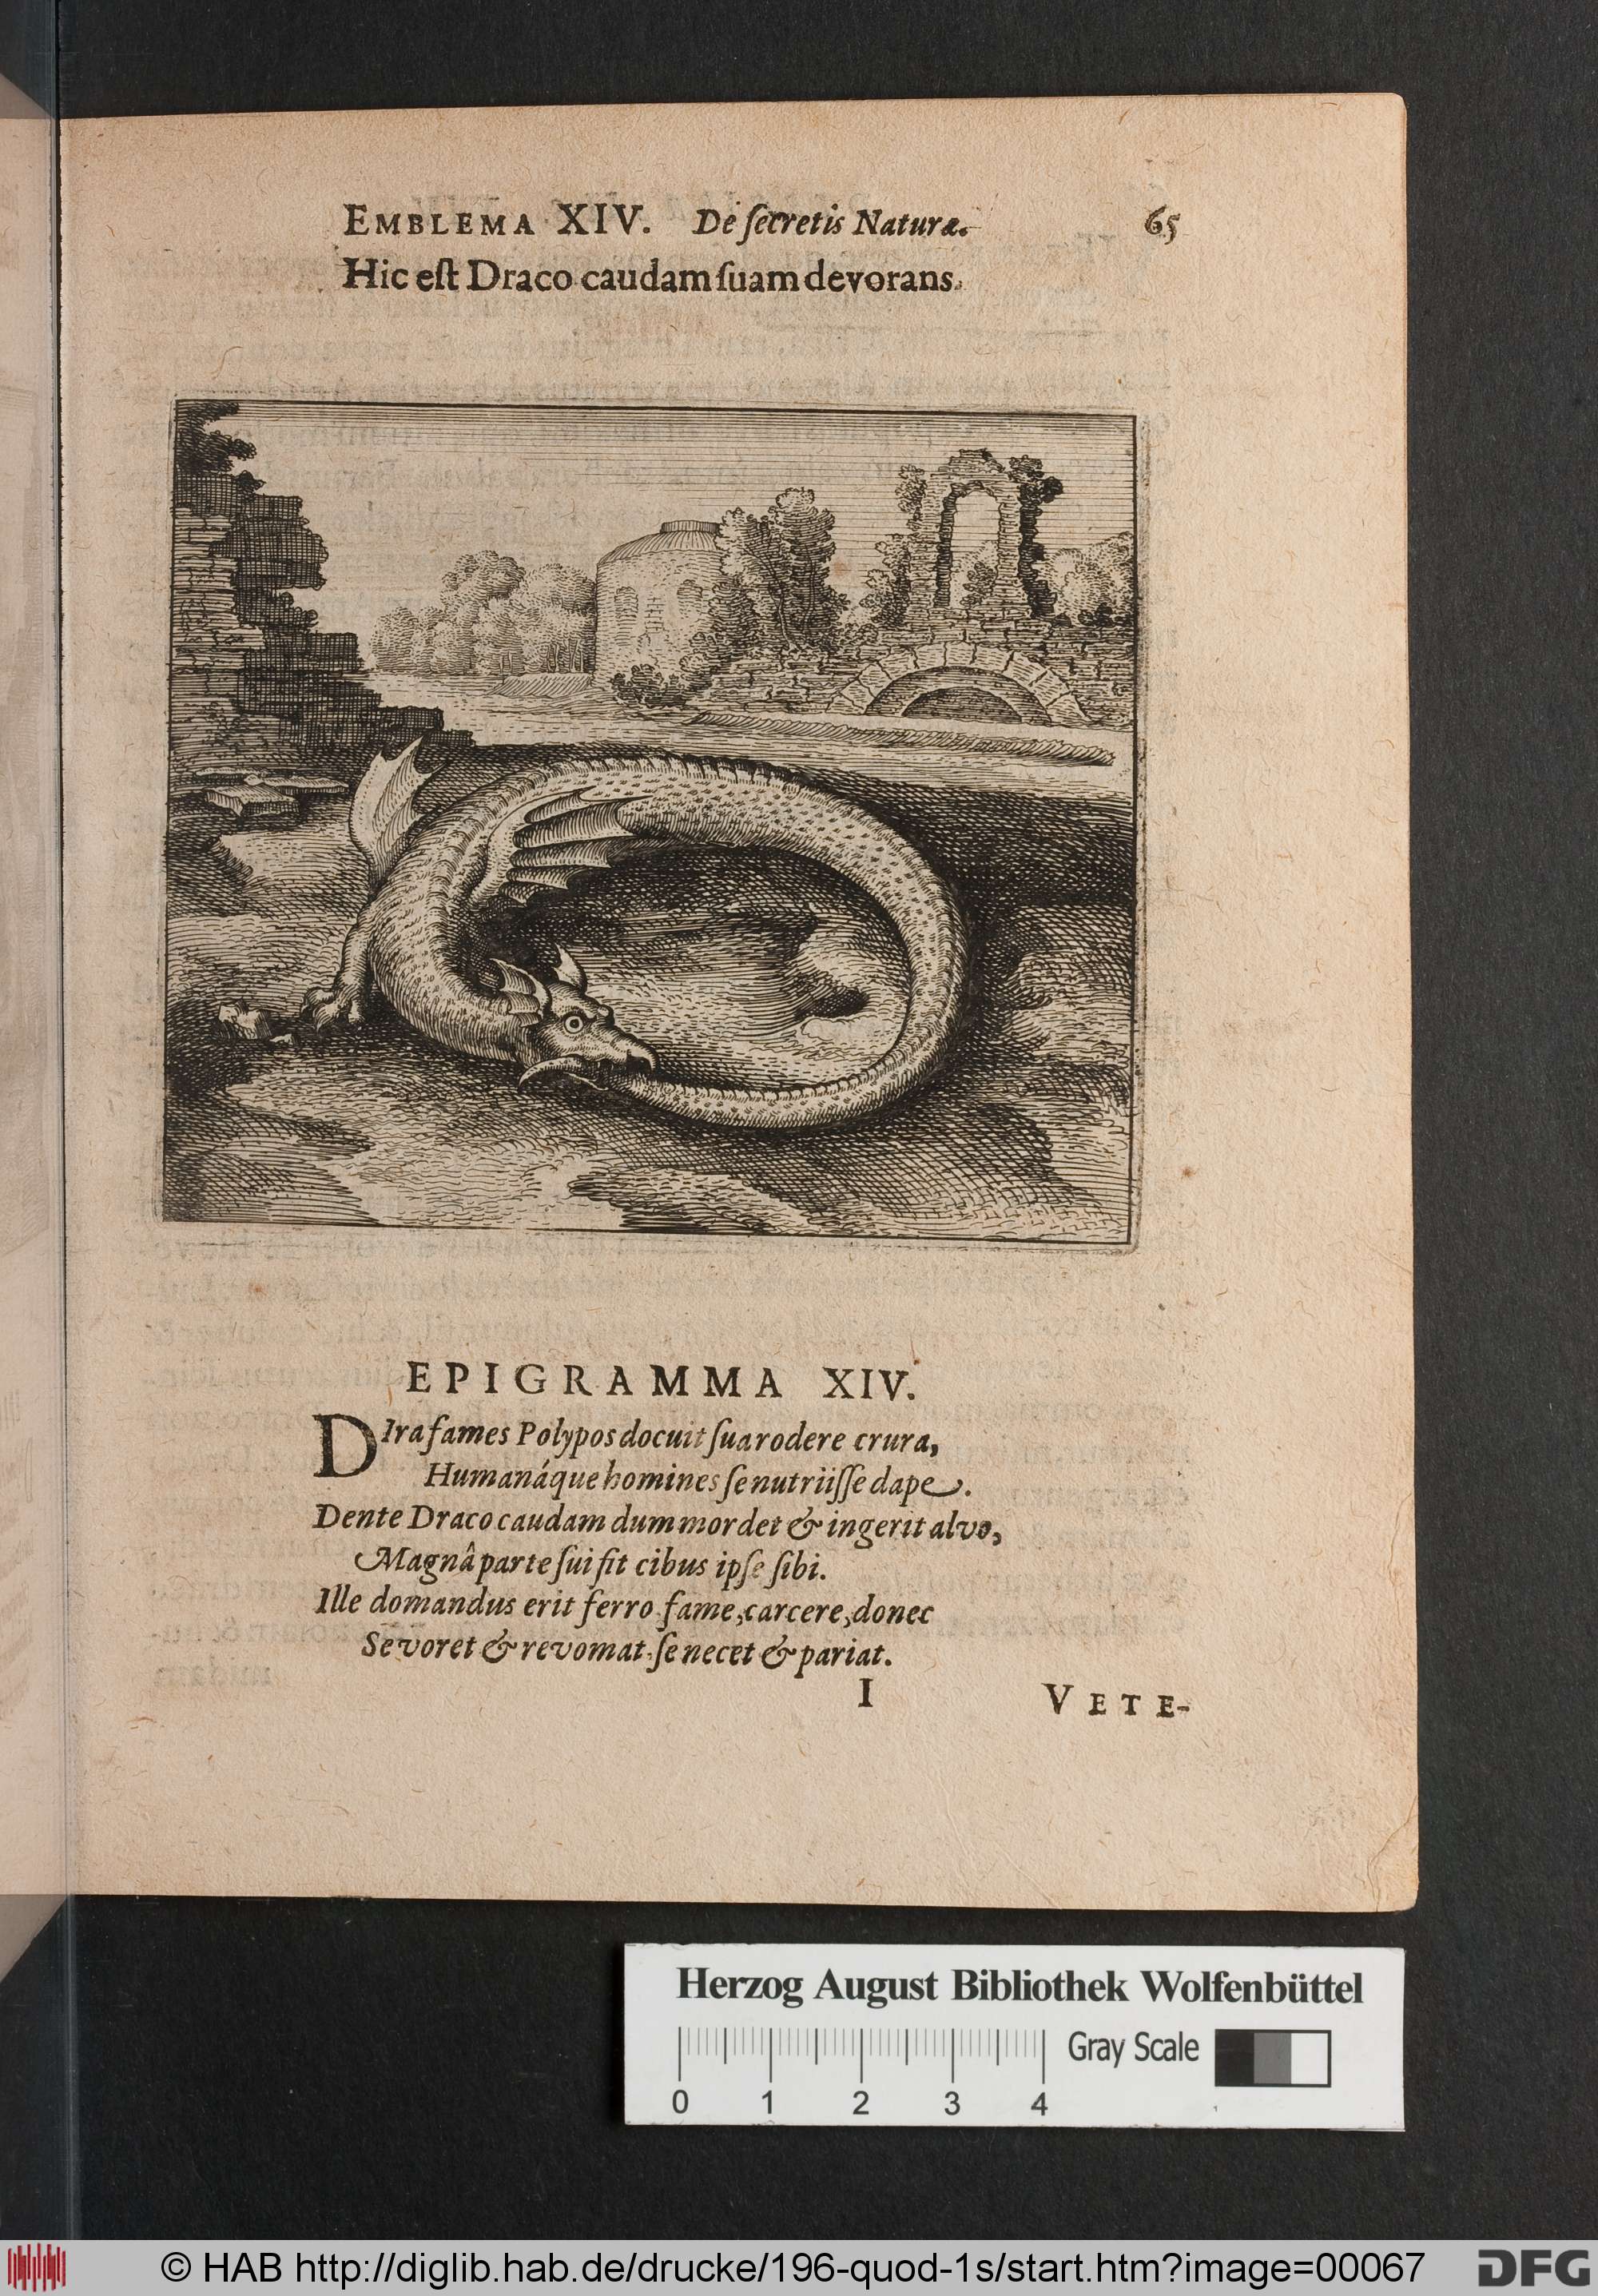 EMBLEMA XIV. De ſecretis Naturæ. 65
Hic eſt Draco caudam ſuam devorans.
EPIGRAMMA XIV.
DIra fames Polypos docuit ſua rodere crura,
Humanáque homines ſe nutriiſſe dape.
Dente Draco caudam dum mordet & ingerit alvo,
Magnâ parte ſui fit cibus ipſe ſibi.
Ille domandus erit ferro, fame, carcere, donec
Se voret & revomat, ſe necet & pariat.
I VETE-
Herzog August Bibliothek Wolfenbüttel
Gray Scale
0 1 2 3 4
© HAB http://diglib.hab.de/drucke/196-quod-1s/start.htm?image=00067 DFG